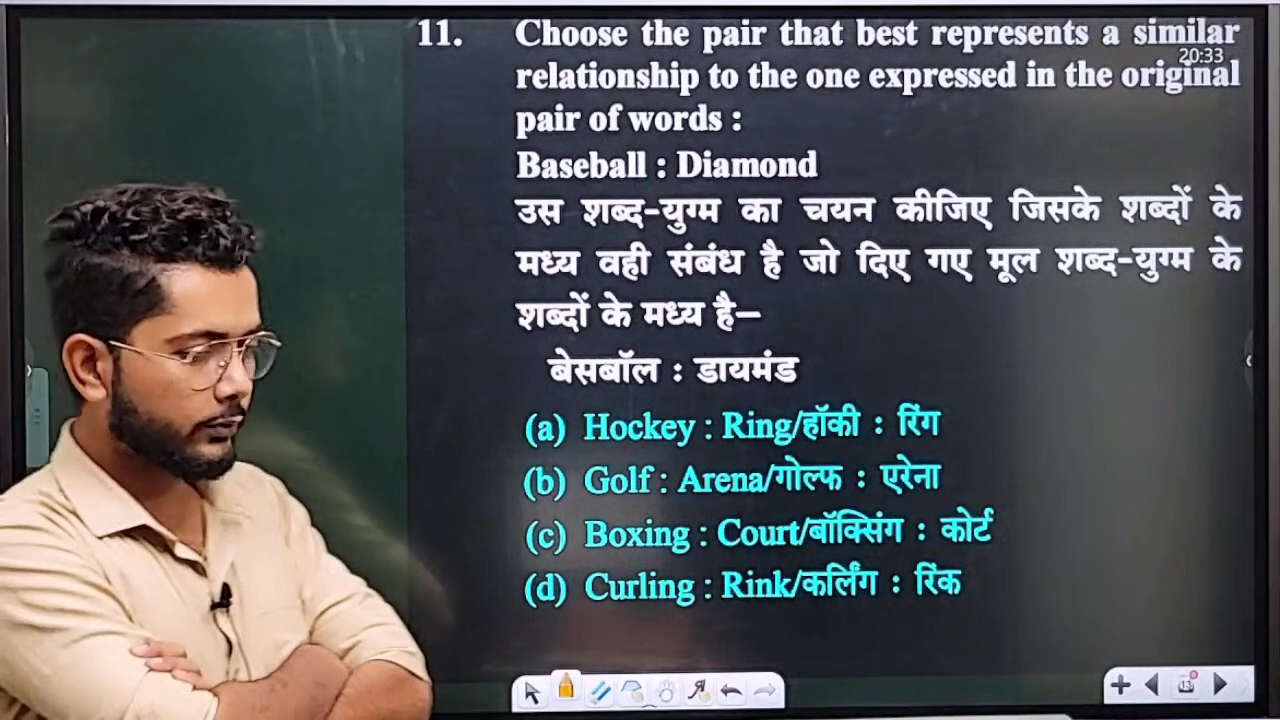 11. Choose the pair that best represents a similar
20:33
relationship to the one expressed in the original
pair of words :
Baseball : Diamond
उस शब्द-युग्म का चयन कीजिए जिसके शब्दों के
मध्य वही संबंध है जो दिए गए मूल शब्द-युग्म के
शब्दों के मध्य है–
बेसबॉल : डायमंड
(a) Hockey : Ring/हॉकी : रिंग
(b) Golf : Arena/गोल्फ : एरेना
(c) Boxing : Court/बॉक्सिंग : कोर्ट
(d) Curling : Rink/कर्लिंग : रिंक
13